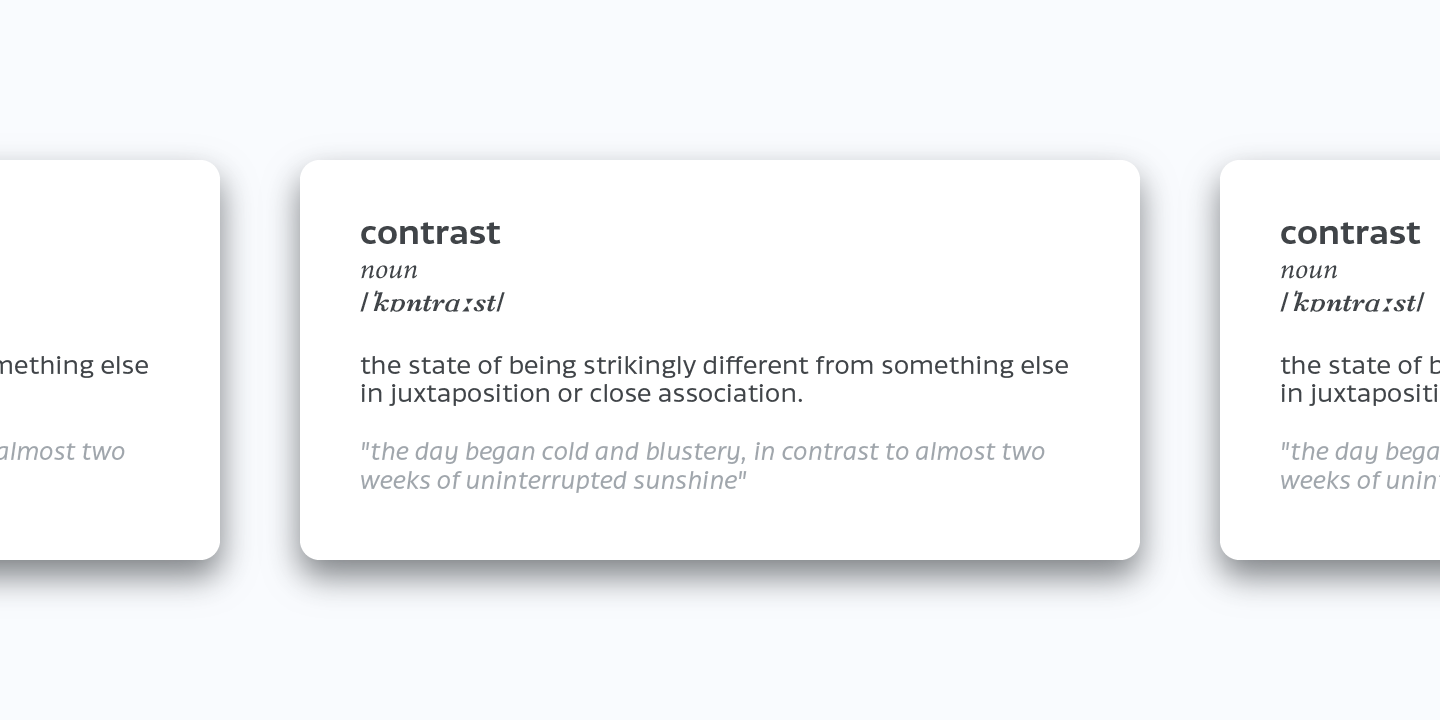 mething else
almost two
contrast
noun
/ˈkɒntrɑːst/
the state of being strikingly different from something else
in juxtaposition or close association.
"the day began cold and blustery, in contrast to almost two
weeks of uninterrupted sunshine"
contrast
noun
/ˈkɒntrɑːst/
the state of b
in juxtapositi
"the day bega
weeks of unin